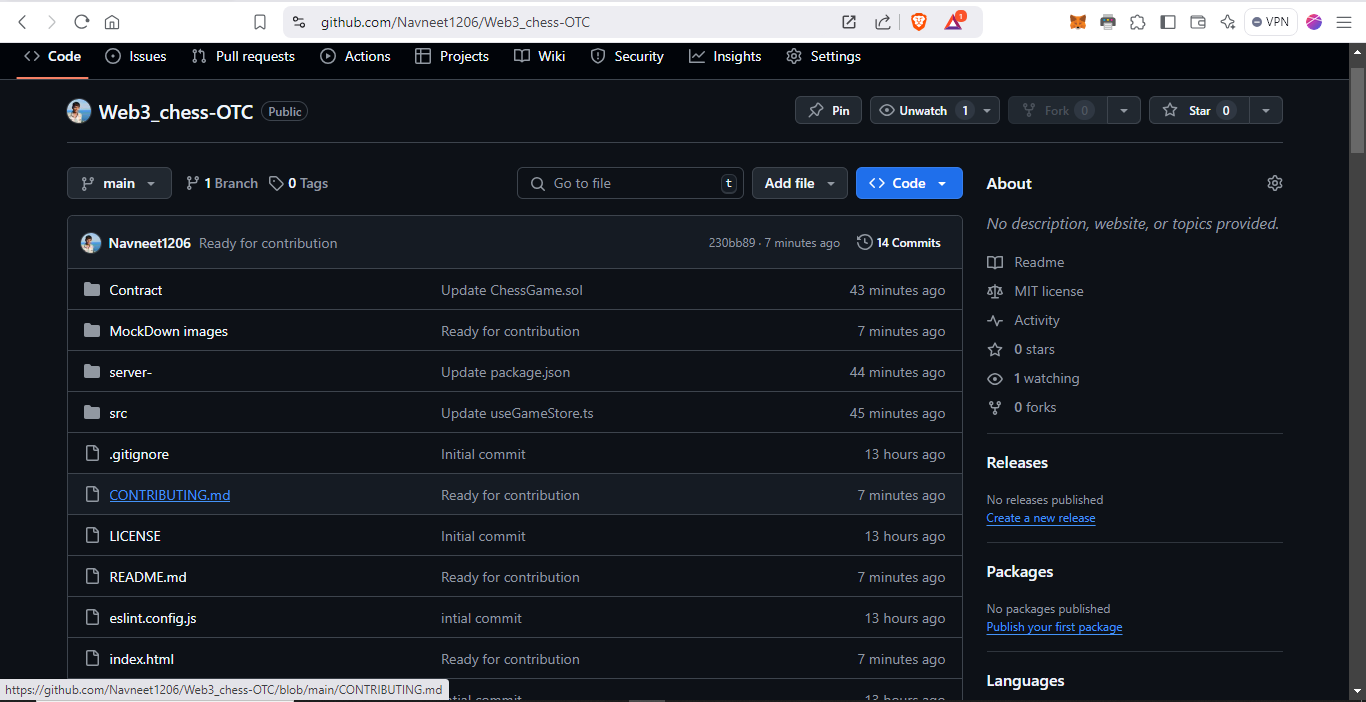 github.com/Navneet1206/Web3_chess-OTC
1
VPN
Code Issues Pull requests Actions Projects Wiki Security Insights Settings
Web3_chess-OTC Public
Pin Unwatch 1 Fork 0 Star 0
main 1 Branch 0 Tags Go to file t Add file Code
Navneet1206 Ready for contribution 230bb89 · 7 minutes ago 14 Commits
Contract Update ChessGame.sol 43 minutes ago
MockDown images Ready for contribution 7 minutes ago
server- Update package.json 44 minutes ago
src Update useGameStore.ts 45 minutes ago
.gitignore Initial commit 13 hours ago
CONTRIBUTING.md Ready for contribution 7 minutes ago
LICENSE Initial commit 13 hours ago
README.md Ready for contribution 7 minutes ago
eslint.config.js intial commit 13 hours ago
index.html Ready for contribution 7 minutes ago
https://github.com/Navneet1206/Web3_chess-OTC/blob/main/CONTRIBUTING.md
commit 13 hours ago
About
No description, website, or topics provided.
Readme
MIT license
Activity
0 stars
1 watching
0 forks
Releases
No releases published
Create a new release
Packages
No packages published
Publish your first package
Languages